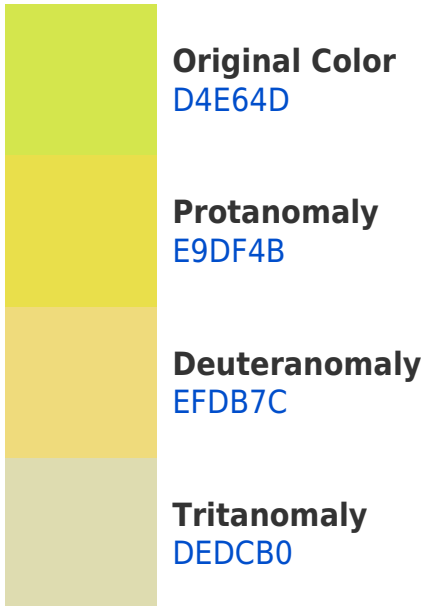 Original Color
D4E64D
Protanomaly
E9DF4B
Deuteranomaly
EFDB7C
Tritanomaly
DEDCB0